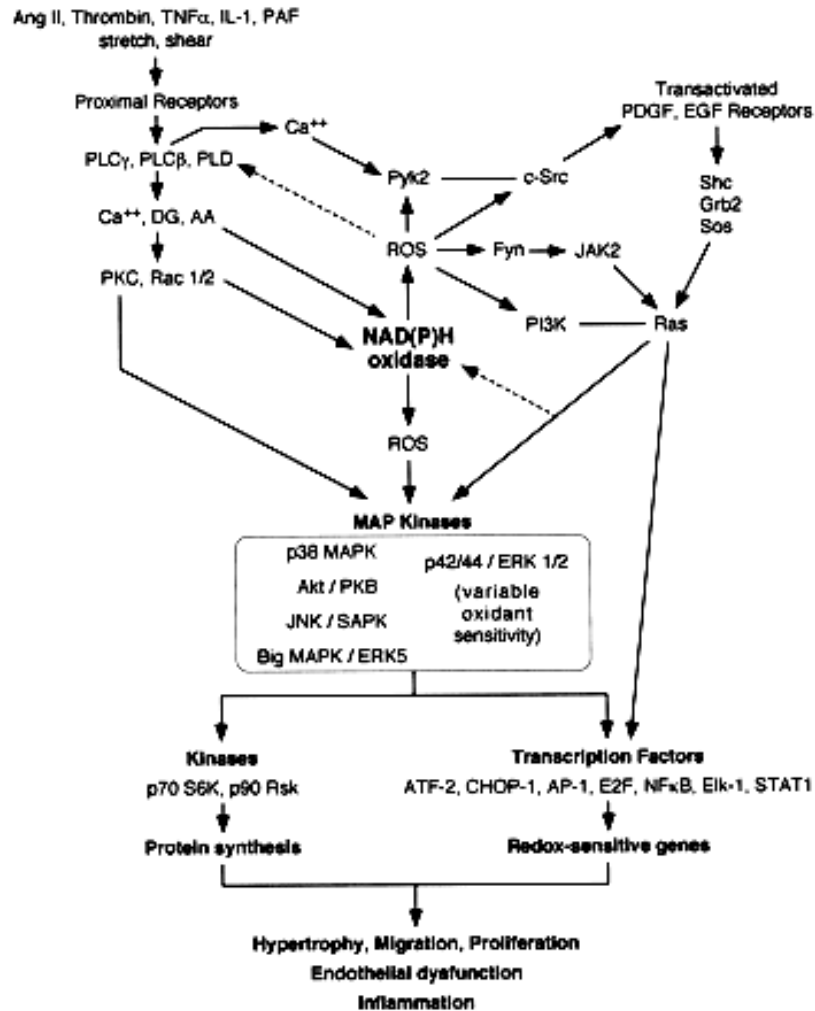 Ang II, Thrombin, TNFα, IL-1, PAF
stretch, shear
Proximal Receptors
Transactivated
PDGF, EGF Receptors
Ca++
PLCγ, PLCβ, PLD
Pyk2
c-Src
Shc
Grb2
Sos
Ca++, DG, AA
ROS
Fyn
JAK2
PKC, Rac 1/2
NAD(P)H
oxidase
PI3K
Ras
ROS
MAP Kinases
p38 MAPK
Akt / PKB
JNK / SAPK
Big MAPK / ERK5
p42/44 / ERK 1/2
(variable
oxidant
sensitivity)
Kinases
p70 S6K, p90 Rsk
Protein synthesis
Transcription Factors
ATF-2, CHOP-1, AP-1, E2F, NFκB, Elk-1, STAT1
Redox-sensitive genes
Hypertrophy, Migration, Proliferation
Endothelial dysfunction
Inflammation